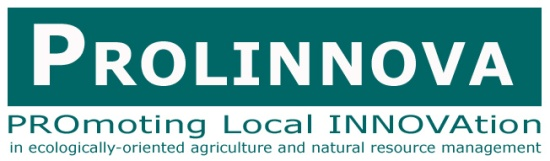 PROLINNOVA
PROmoting Local INNOVAtion
in ecologically-oriented agriculture and natural resource management